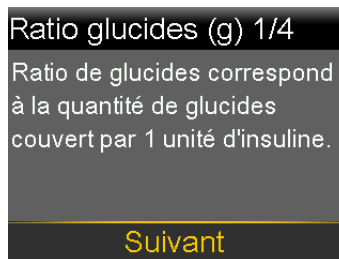 Ratio glucides (g) 1/4
Ratio de glucides correspond
à la quantité de glucides
couvert par 1 unité d'insuline.
Suivant